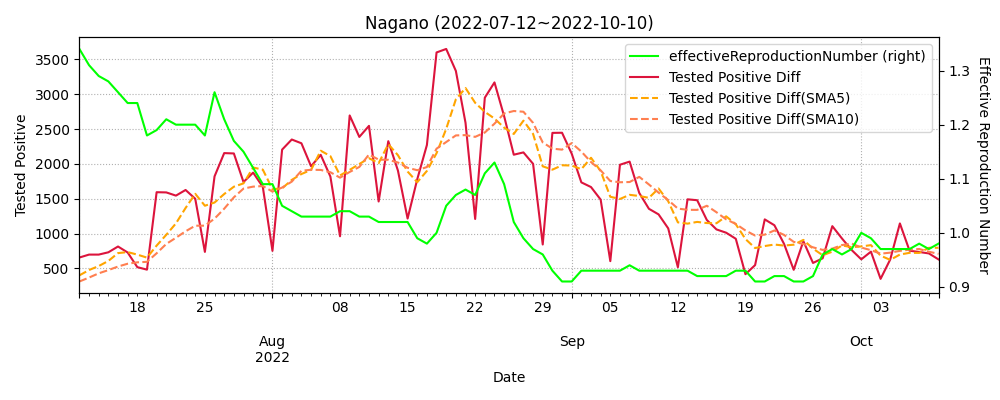 Nagano (2022-07-12~2022-10-10)
effectiveReproductionNumber (right)
Tested Positive Diff
Tested Positive Diff(SMA5)
Tested Positive Diff(SMA10)
Tested Positive
3500
3000
2500
2000
1500
1000
500
Effective Reproduction Number
1.3
1.2
1.1
1.0
0.9
18 25 08 15 22 29 05 12 19 26 03
Aug Sep Oct
2022
Date